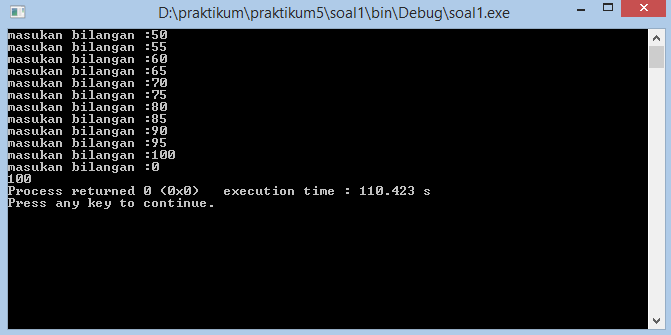 D:\praktikum\praktikum5\soal1\bin\Debug\soal1.exe
masukan bilangan :50
masukan bilangan :55
masukan bilangan :60
masukan bilangan :65
masukan bilangan :70
masukan bilangan :75
masukan bilangan :80
masukan bilangan :85
masukan bilangan :90
masukan bilangan :95
masukan bilangan :100
masukan bilangan :0
100
Process returned 0 (0x0)   execution time : 110.423 s
Press any key to continue.